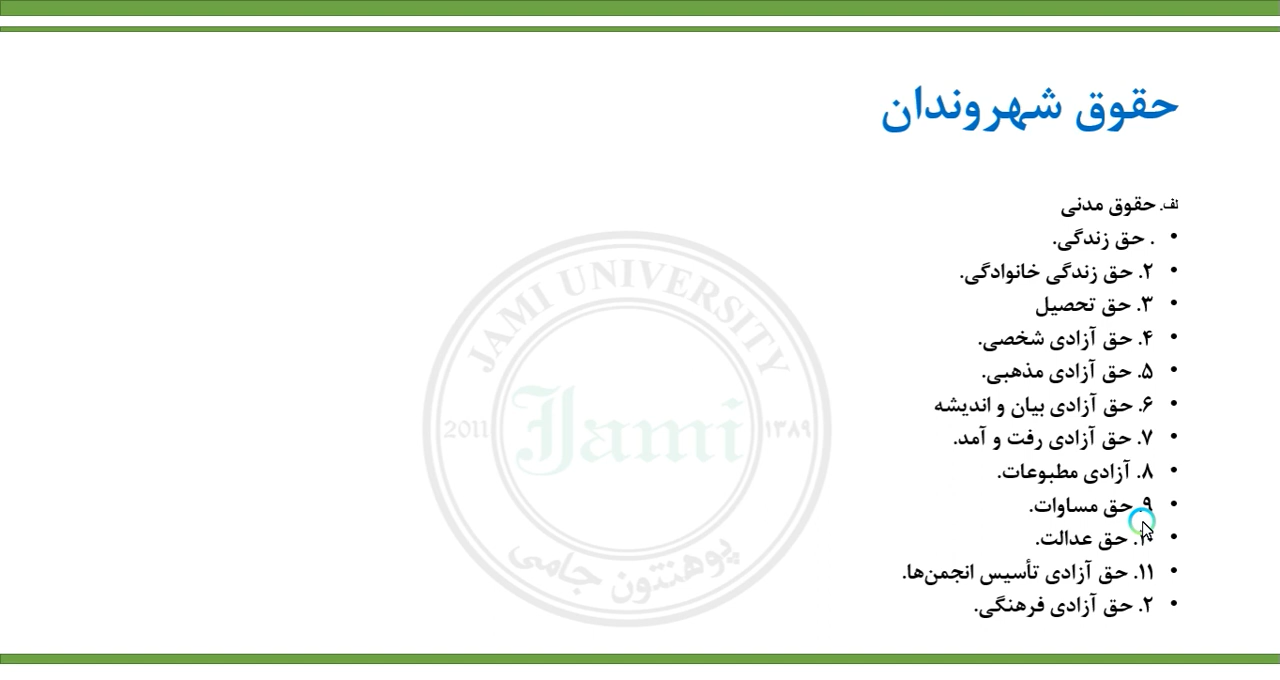 حقوق شهروندان
لف. حقوق مدنی
• . حق زندگی.
• ۲. حق زندگی خانوادگی.
• ۳. حق تحصیل
• ۴. حق آزادی شخصی.
• ۵. حق آزادی مذهبی.
• ۶. حق آزادی بیان و اندیشه
• ۷. حق آزادی رفت و آمد.
• ۸. آزادی مطبوعات.
• ۹. حق مساوات.
• ۲۰. حق عدالت.
• ۱۱. حق آزادی تأسیس انجمن‌ها.
• ۲. حق آزادی فرهنگی.
JAMI UNIVERSITY
2011
Jami
۱۳۸۹
پوهنتون جامی